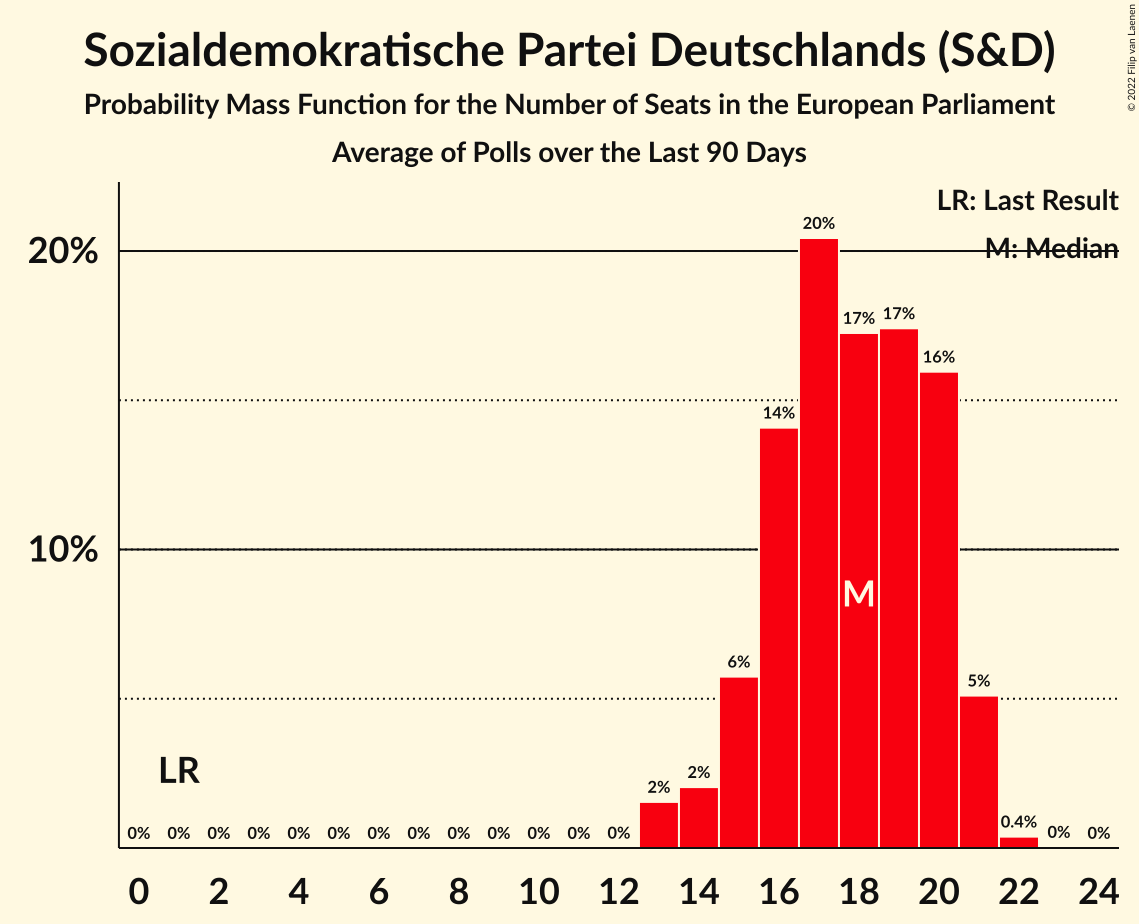 Sozialdemokratische Partei Deutschlands (S&D)
Probability Mass Function for the Number of Seats in the European Parliament
Average of Polls over the Last 90 Days
© 2022 Filip van Laenen
LR: Last Result
M: Median
20%
10%
20%
17%
17%
16%
14%
M
6%
5%
LR
2%
2%
0% 0% 0% 0% 0% 0% 0% 0% 0% 0% 0% 0% 0% 0.4% 0% 0%
0 2 4 6 8 10 12 14 16 18 20 22 24